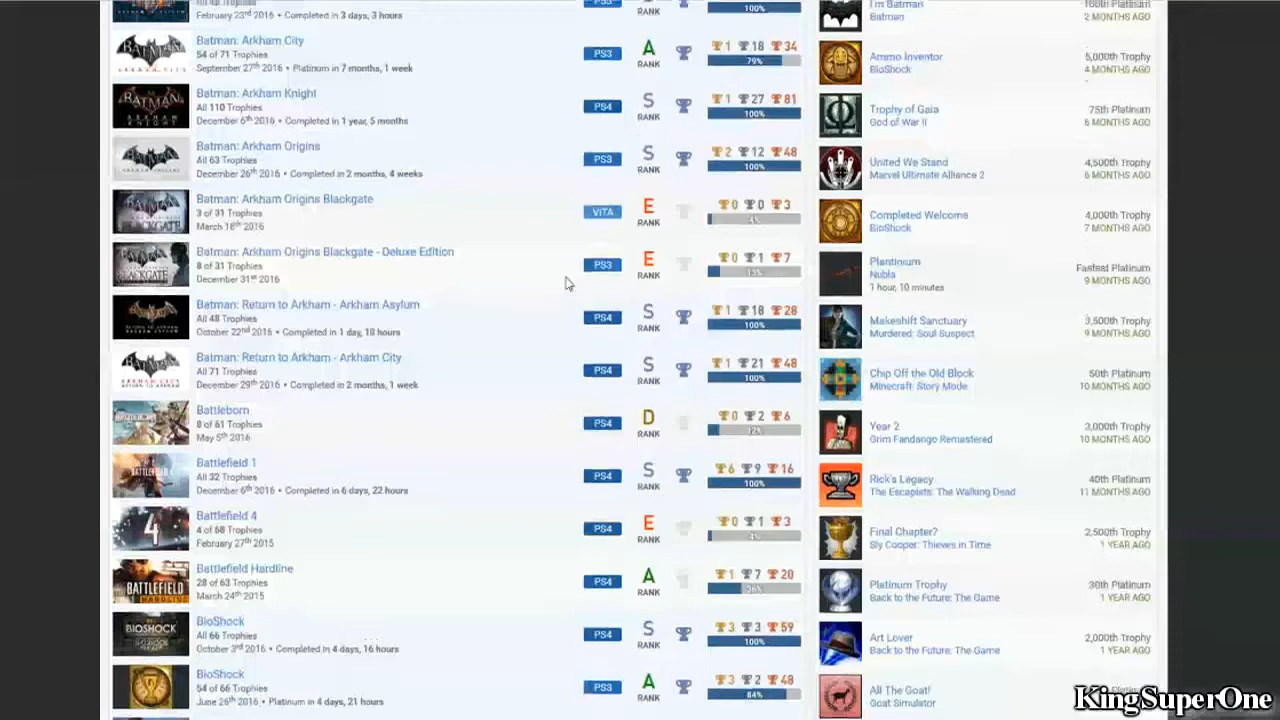 February 23rd 2016 • Completed in 3 days, 3 hours
PS3
RANK
100%
Batman: Arkham City
54 of 71 Trophies
September 27th 2016 • Platinum in 7 months, 1 week
PS3
A
RANK
1 18 34
79%
Batman: Arkham Knight
All 110 Trophies
December 6th 2016 • Completed in 1 year, 5 months
PS4
S
RANK
1 27 81
100%
Batman: Arkham Origins
All 63 Trophies
December 26th 2016 • Completed in 2 months, 4 weeks
PS3
S
RANK
2 12 48
100%
Batman: Arkham Origins Blackgate
3 of 31 Trophies
March 18th 2016
VITA
E
RANK
0 0 3
4%
Batman: Arkham Origins Blackgate - Deluxe Edition
8 of 31 Trophies
December 31st 2016
PS3
E
RANK
0 1 7
13%
Batman: Return to Arkham - Arkham Asylum
All 48 Trophies
October 22nd 2016 • Completed in 1 day, 18 hours
PS4
S
RANK
1 18 28
100%
Batman: Return to Arkham - Arkham City
All 71 Trophies
December 29th 2016 • Completed in 2 months, 1 week
PS4
S
RANK
1 21 48
100%
Battleborn
8 of 61 Trophies
May 5th 2016
PS4
D
RANK
0 2 6
12%
Battlefield 1
All 32 Trophies
December 6th 2016 • Completed in 6 days, 22 hours
PS4
S
RANK
6 9 16
100%
Battlefield 4
4 of 68 Trophies
February 27th 2015
PS4
E
RANK
0 1 3
4%
4
Battlefield Hardline
28 of 63 Trophies
March 24th 2015
PS4
A
RANK
1 7 20
36%
BATTLEFIELD
HARDLINE
BioShock
All 66 Trophies
October 3rd 2016 • Completed in 4 days, 16 hours
PS4
S
RANK
3 3 59
100%
BIOSHOCK
BioShock
54 of 66 Trophies
June 26th 2016 • Platinum in 4 days, 21 hours
PS3
A
RANK
3 2 48
84%
I'm Batman
Batman
100th Platinum
2 MONTHS AGO
Ammo Inventor
BioShock
5,000th Trophy
4 MONTHS AGO
Trophy of Gaia
God of War II
75th Platinum
6 MONTHS AGO
United We Stand
Marvel Ultimate Alliance 2
4,500th Trophy
6 MONTHS AGO
Completed Welcome
BioShock
4,000th Trophy
7 MONTHS AGO
Plantinium
Nubla
1 hour, 10 minutes
Fastest Platinum
9 MONTHS AGO
Makeshift Sanctuary
Murdered: Soul Suspect
3,500th Trophy
9 MONTHS AGO
Chip Off the Old Block
Minecraft: Story Mode
50th Platinum
10 MONTHS AGO
Year 2
Grim Fandango Remastered
3,000th Trophy
10 MONTHS AGO
Rick's Legacy
The Escapists: The Walking Dead
40th Platinum
11 MONTHS AGO
Final Chapter?
Sly Cooper: Thieves in Time
2,500th Trophy
1 YEAR AGO
Platinum Trophy
Back to the Future: The Game
30th Platinum
1 YEAR AGO
Art Lover
Back to the Future: The Game
2,000th Trophy
1 YEAR AGO
All The Goat!
Goat Simulator
KingSuperOne